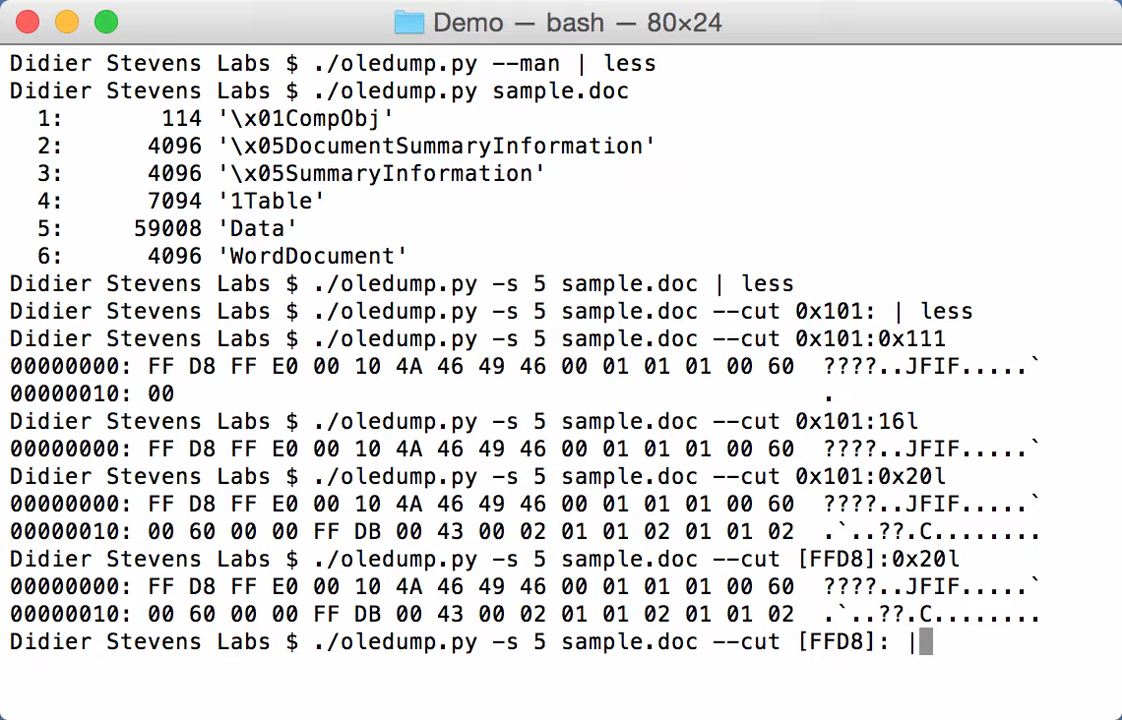 Demo — bash — 80×24
Didier Stevens Labs $ ./oledump.py --man | less
Didier Stevens Labs $ ./oledump.py sample.doc
  1:       114 '\x01CompObj'
  2:      4096 '\x05DocumentSummaryInformation'
  3:      4096 '\x05SummaryInformation'
  4:      7094 '1Table'
  5:     59008 'Data'
  6:      4096 'WordDocument'
Didier Stevens Labs $ ./oledump.py -s 5 sample.doc | less
Didier Stevens Labs $ ./oledump.py -s 5 sample.doc --cut 0x101: | less
Didier Stevens Labs $ ./oledump.py -s 5 sample.doc --cut 0x101:0x111
00000000: FF D8 FF E0 00 10 4A 46 49 46 00 01 01 01 00 60  ????..JFIF.....`
00000010: 00                                               .
Didier Stevens Labs $ ./oledump.py -s 5 sample.doc --cut 0x101:16l
00000000: FF D8 FF E0 00 10 4A 46 49 46 00 01 01 01 00 60  ????..JFIF.....`
Didier Stevens Labs $ ./oledump.py -s 5 sample.doc --cut 0x101:0x20l
00000000: FF D8 FF E0 00 10 4A 46 49 46 00 01 01 01 00 60  ????..JFIF.....`
00000010: 00 60 00 00 FF DB 00 43 00 02 01 01 02 01 01 02  .`..??.C........
Didier Stevens Labs $ ./oledump.py -s 5 sample.doc --cut [FFD8]:0x20l
00000000: FF D8 FF E0 00 10 4A 46 49 46 00 01 01 01 00 60  ????..JFIF.....`
00000010: 00 60 00 00 FF DB 00 43 00 02 01 01 02 01 01 02  .`..??.C........
Didier Stevens Labs $ ./oledump.py -s 5 sample.doc --cut [FFD8]: |